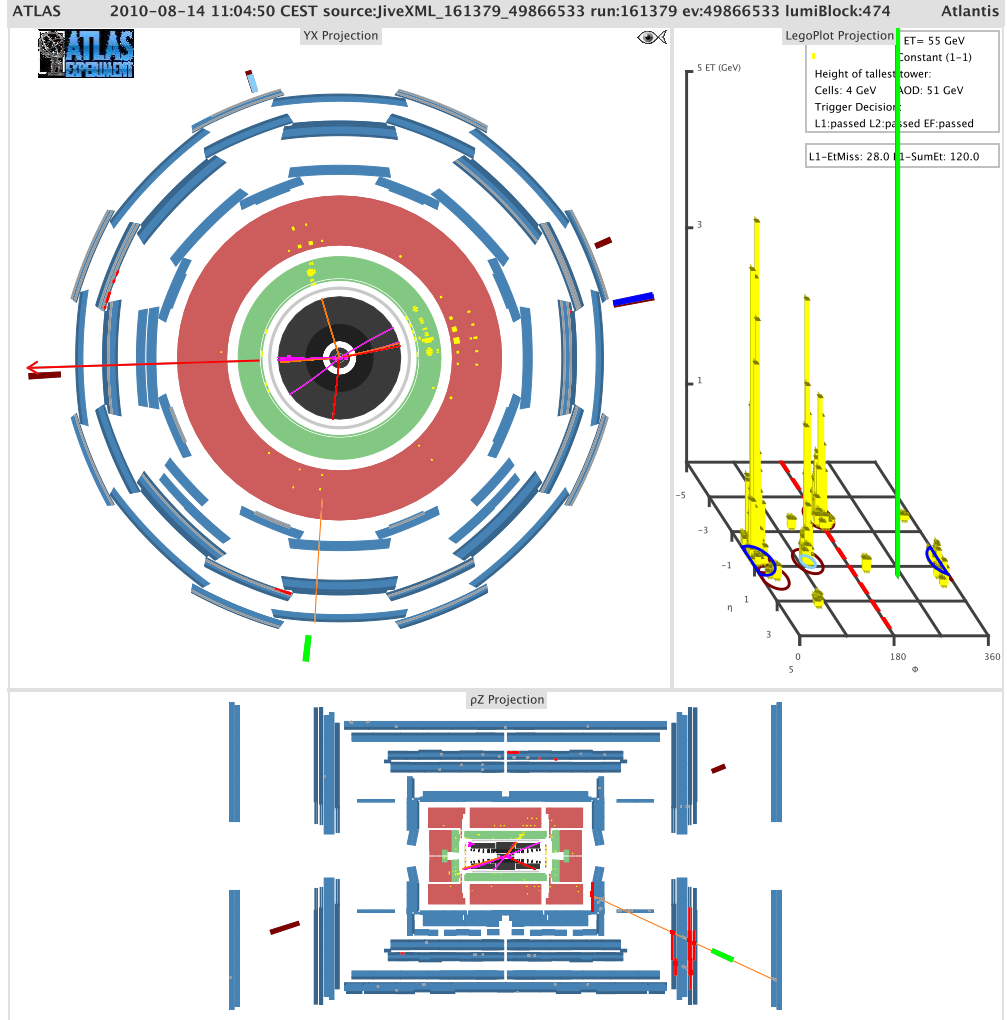 ATLAS 2010-08-14 11:04:50 CEST source:JiveXML_161379_49866533 run:161379 ev:49866533 lumiBlock:474 Atlantis
YX Projection
ATLAS
EXPERIMENT
LegoPlot Projection
ET= 55 GeV
Constant (1-1)
Height of tallest tower:
Cells: 4 GeV AOD: 51 GeV
Trigger Decision:
L1:passed L2:passed EF:passed
L1-EtMiss: 28.0 L1-SumEt: 120.0
5 ET (GeV)
3
1
-5
-3
-1
1
η
3
5
0
180
360
Φ
ρZ Projection